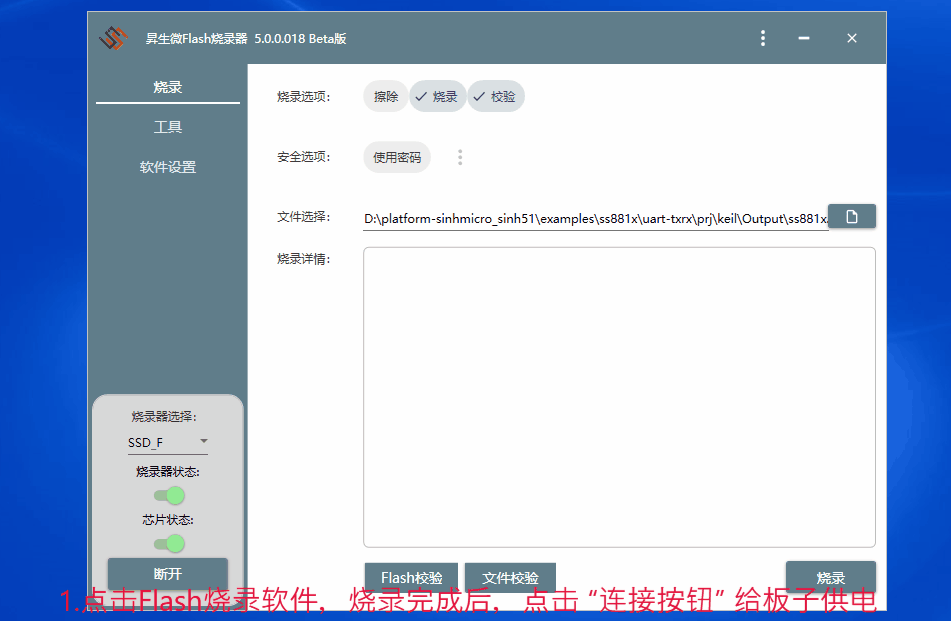 昇生微Flash烧录器 5.0.0.018 Beta版
烧录
工具
软件设置
烧录选项: 擦除 烧录 校验
安全选项: 使用密码
文件选择: D:\platform-sinhmicro_sinh51\examples\ss881x\uart-txrx\prj\keil\Output\ss881x
烧录详情:
烧录器选择:
SSD_F
烧录器状态:
芯片状态:
断开
Flash校验 文件校验 烧录
1.点击Flash烧录软件，烧录完成后，点击“连接按钮”给板子供电